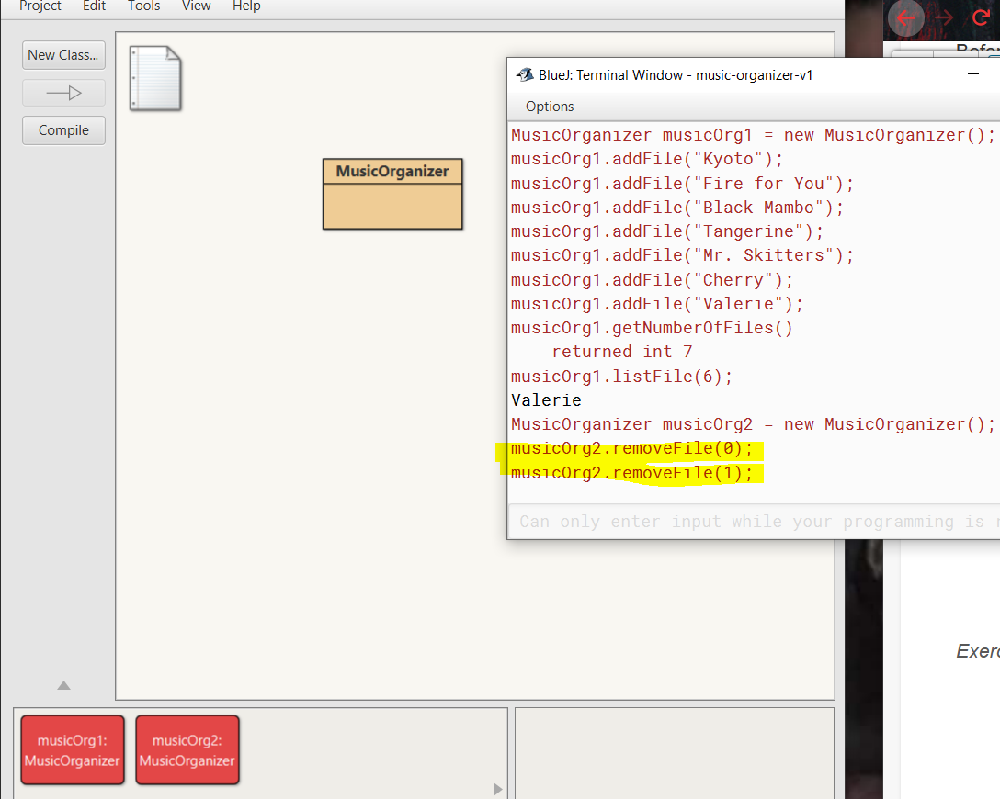 Project Edit Tools View Help
New Class...
Compile
MusicOrganizer
BlueJ: Terminal Window - music-organizer-v1
Options
MusicOrganizer musicOrg1 = new MusicOrganizer();
musicOrg1.addFile("Kyoto");
musicOrg1.addFile("Fire for You");
musicOrg1.addFile("Black Mambo");
musicOrg1.addFile("Tangerine");
musicOrg1.addFile("Mr. Skitters");
musicOrg1.addFile("Cherry");
musicOrg1.addFile("Valerie");
musicOrg1.getNumberOfFiles()
returned int 7
musicOrg1.listFile(6);
Valerie
MusicOrganizer musicOrg2 = new MusicOrganizer();
musicOrg2.removeFile(0);
musicOrg2.removeFile(1);
Can only enter input while your programming is
Exerc
musicOrg1:
MusicOrganizer
musicOrg2:
MusicOrganizer